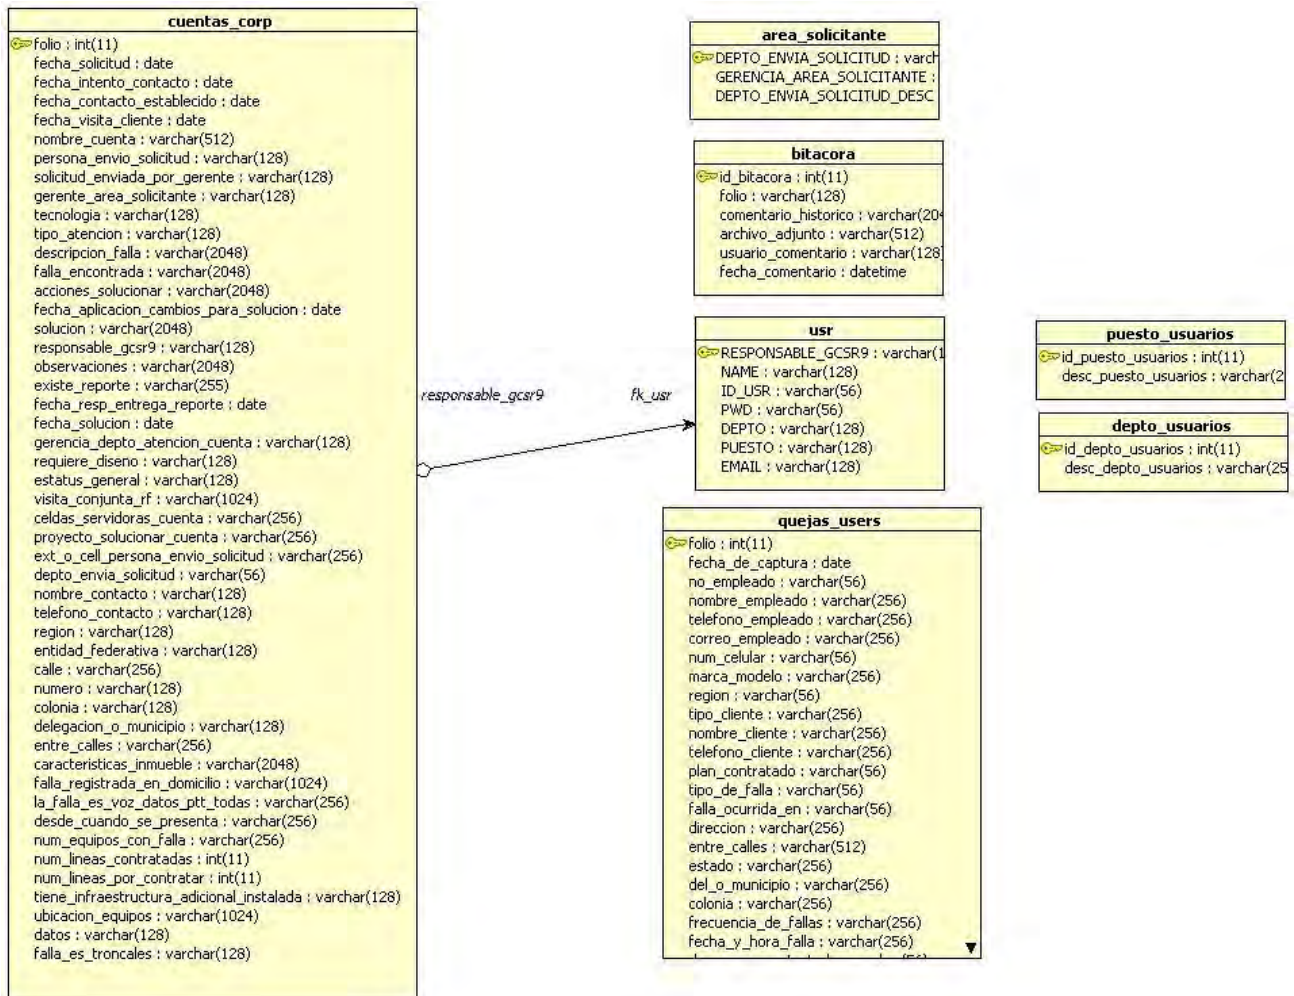 cuentas_corp
folio : int(11)
fecha_solicitud : date
fecha_intento_contacto : date
fecha_contacto_establecido : date
fecha_visita_cliente : date
nombre_cuenta : varchar(512)
persona_envio_solicitud : varchar(128)
solicitud_enviada_por_gerente : varchar(128)
gerente_area_solicitante : varchar(128)
tecnologia : varchar(128)
tipo_atencion : varchar(128)
descripcion_falla : varchar(2048)
falla_encontrada : varchar(2048)
acciones_solucionar : varchar(2048)
fecha_aplicacion_cambios_para_solucion : date
solucion : varchar(2048)
responsable_gcsr9 : varchar(128)
observaciones : varchar(2048)
existe_reporte : varchar(255)
fecha_resp_entrega_reporte : date
fecha_solucion : date
gerencia_depto_atencion_cuenta : varchar(128)
requiere_diseno : varchar(128)
estatus_general : varchar(128)
visita_conjunta_rf : varchar(1024)
celdas_servidoras_cuenta : varchar(256)
proyecto_solucionar_cuenta : varchar(256)
ext_o_cell_persona_envio_solicitud : varchar(256)
depto_envia_solicitud : varchar(56)
nombre_contacto : varchar(128)
telefono_contacto : varchar(128)
region : varchar(128)
entidad_federativa : varchar(128)
calle : varchar(256)
numero : varchar(128)
colonia : varchar(128)
delegacion_o_municipio : varchar(128)
entre_calles : varchar(256)
caracteristicas_inmueble : varchar(2048)
falla_registrada_en_domicilio : varchar(1024)
la_falla_es_voz_datos_ptt_todas : varchar(256)
desde_cuando_se_presenta : varchar(256)
num_equipos_con_falla : varchar(256)
num_lineas_contratadas : int(11)
num_lineas_por_contratar : int(11)
tiene_infraestructura_adicional_instalada : varchar(128)
ubicacion_equipos : varchar(1024)
datos : varchar(128)
falla_es_troncales : varchar(128)
responsable_gcsr9
fk_usr
area_solicitante
DEPTO_ENVIA_SOLICITUD : varch
GERENCIA_AREA_SOLICITANTE :
DEPTO_ENVIA_SOLICITUD_DESC
bitacora
id_bitacora : int(11)
folio : varchar(128)
comentario_historico : varchar(204
archivo_adjunto : varchar(512)
usuario_comentario : varchar(128)
fecha_comentario : datetime
usr
RESPONSABLE_GCSR9 : varchar(1
NAME : varchar(128)
ID_USR : varchar(56)
PWD : varchar(56)
DEPTO : varchar(128)
PUESTO : varchar(128)
EMAIL : varchar(128)
quejas_users
folio : int(11)
fecha_de_captura : date
no_empleado : varchar(56)
nombre_empleado : varchar(256)
telefono_empleado : varchar(256)
correo_empleado : varchar(256)
num_celular : varchar(56)
marca_modelo : varchar(256)
region : varchar(56)
tipo_cliente : varchar(256)
nombre_cliente : varchar(256)
telefono_cliente : varchar(256)
plan_contratado : varchar(56)
tipo_de_falla : varchar(56)
falla_ocurrida_en : varchar(56)
direccion : varchar(256)
entre_calles : varchar(512)
estado : varchar(256)
del_o_municipio : varchar(256)
colonia : varchar(256)
frecuencia_de_fallas : varchar(256)
fecha_y_hora_falla : varchar(256)
puesto_usuarios
id_puesto_usuarios : int(11)
desc_puesto_usuarios : varchar(2
depto_usuarios
id_depto_usuarios : int(11)
desc_depto_usuarios : varchar(25